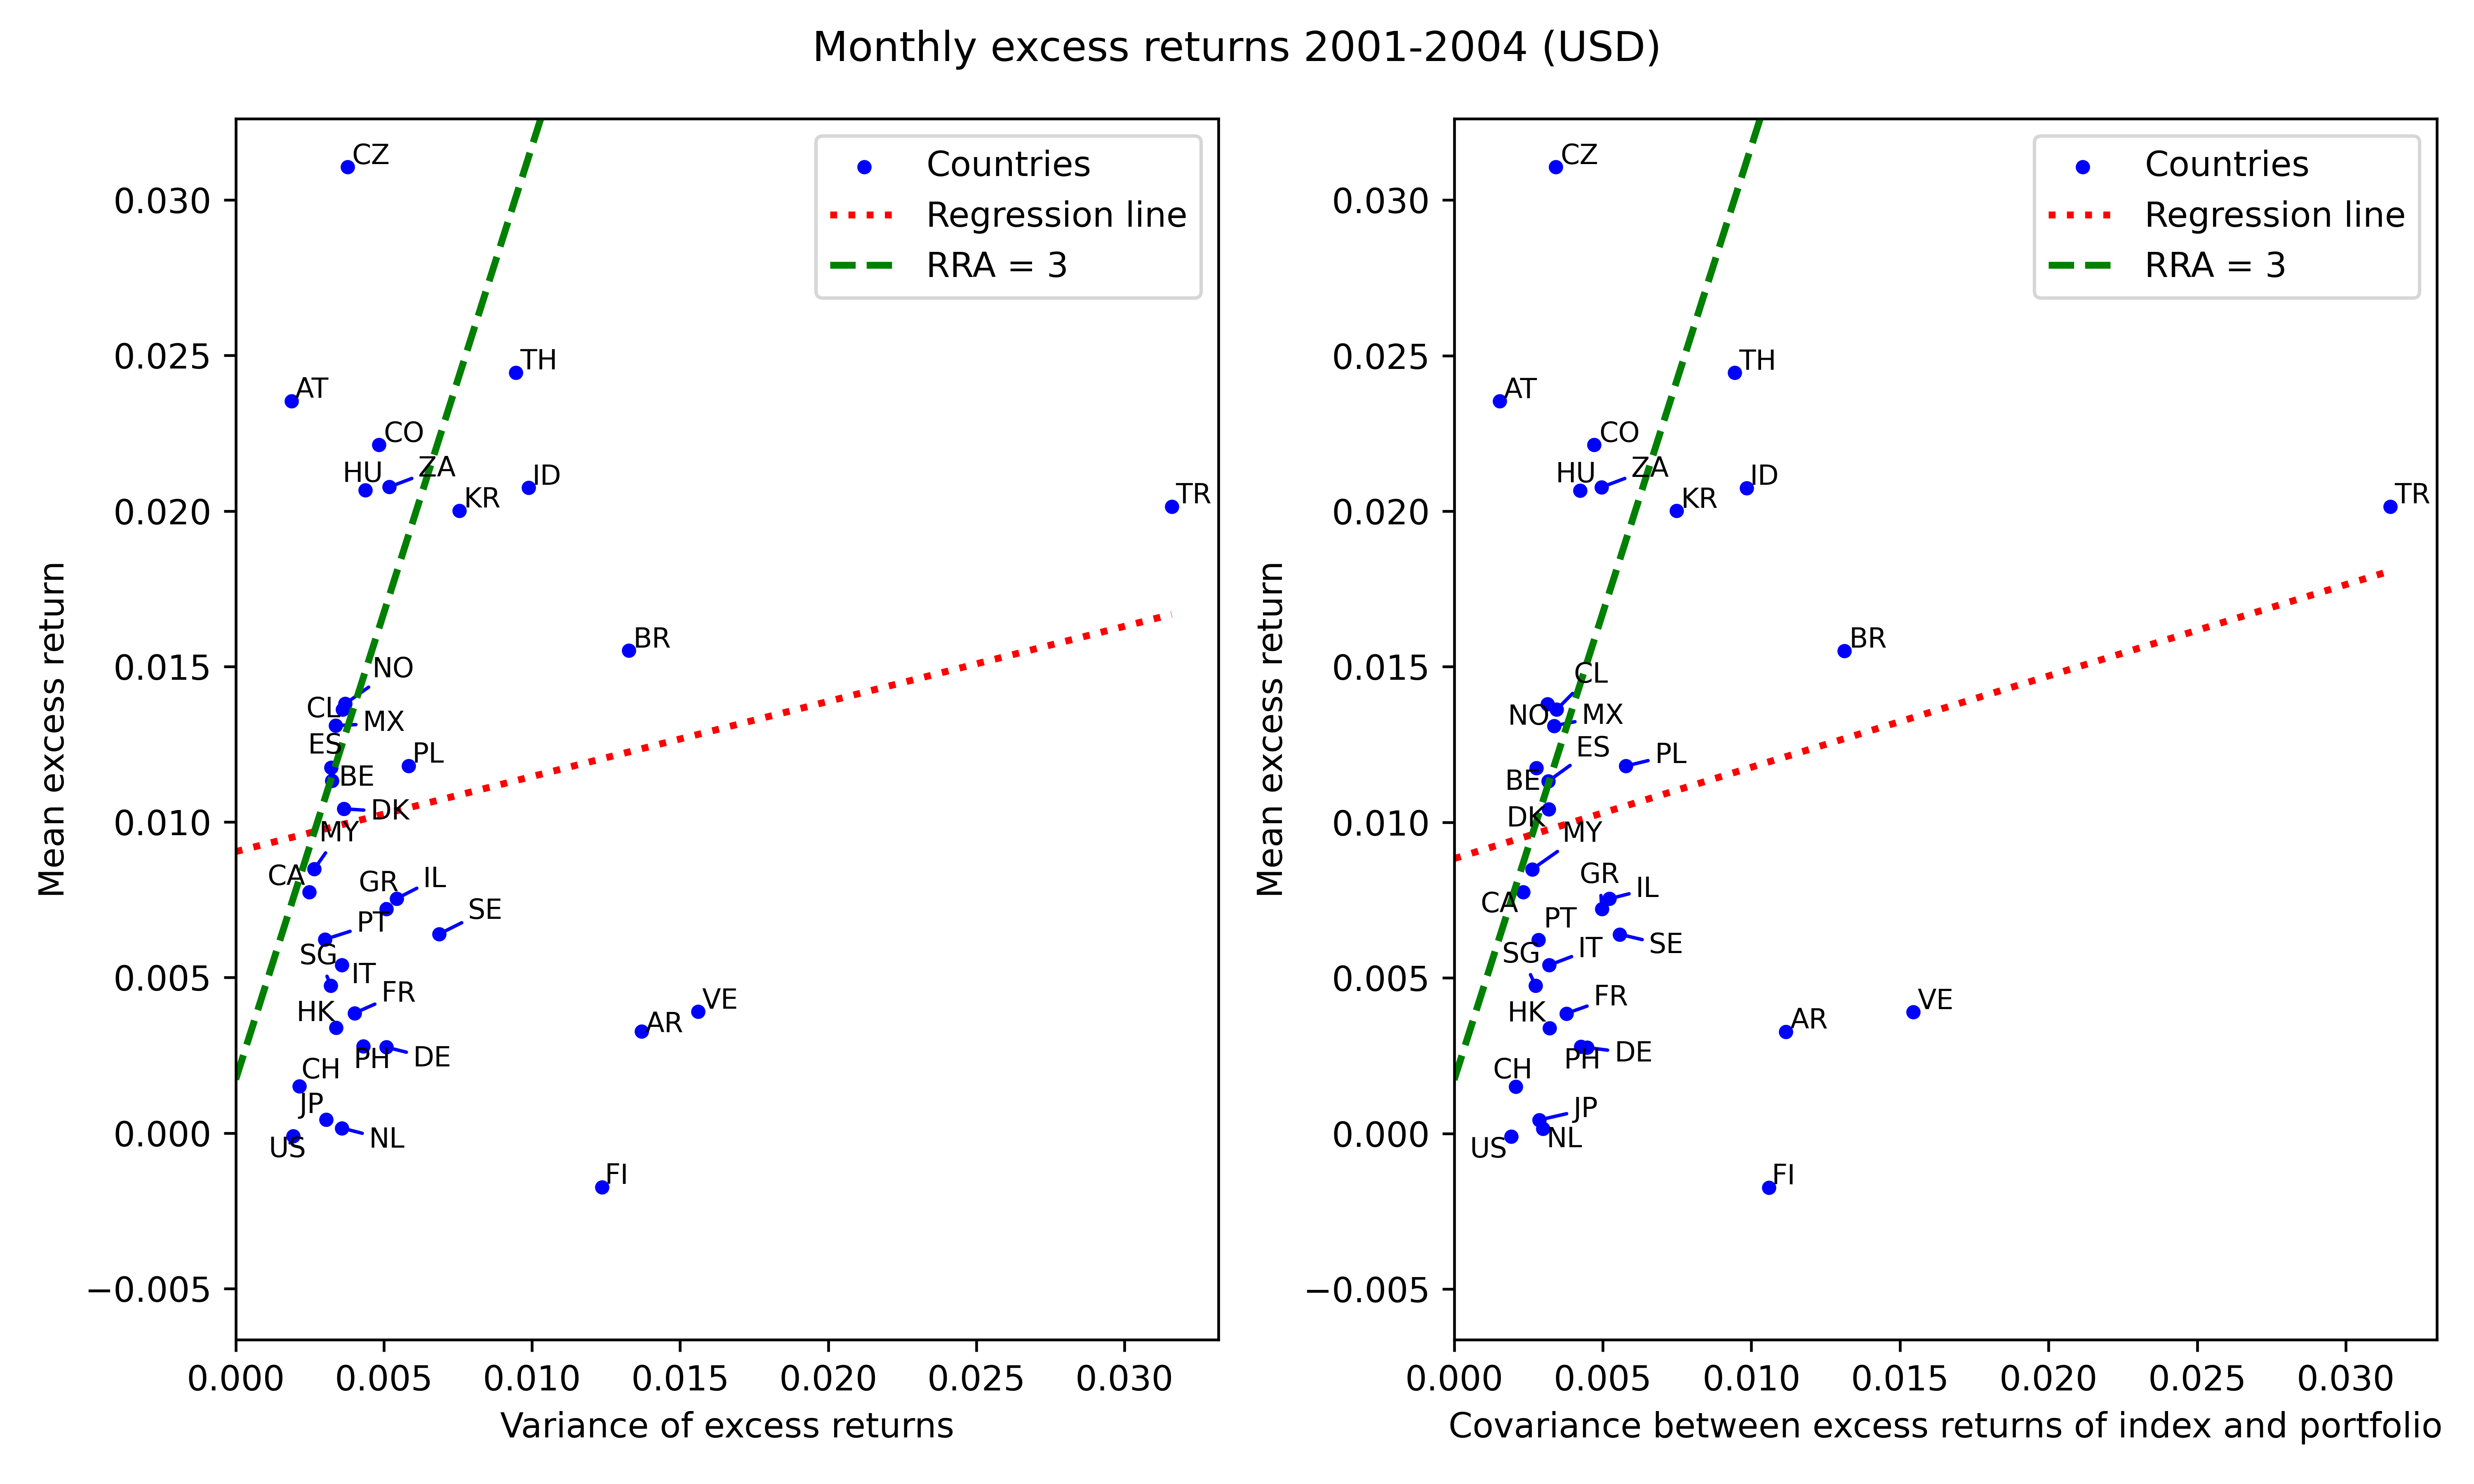 Monthly excess returns 2001-2004 (USD)
Mean excess return
0.030
0.025
0.020
0.015
0.010
0.005
0.000
−0.005
Countries
Regression line
RRA = 3
CZ
TH
AT
CO
HU
ZA
ID
KR
TR
BR
NO
CL
MX
ES
PL
BE
DK
MY
CA
GR
IL
SE
PT
SG
IT
FR
HK
VE
AR
PH
DE
CH
JP
NL
US
FI
0.000
0.005
0.010
0.015
0.020
0.025
0.030
Variance of excess returns
Mean excess return
0.030
0.025
0.020
0.015
0.010
0.005
0.000
−0.005
Countries
Regression line
RRA = 3
CZ
TH
AT
CO
HU
ZA
ID
KR
TR
BR
CL
NO
MX
ES
PL
BE
DK
MY
GR
IL
CA
PT
SE
SG
IT
FR
HK
VE
AR
PH
DE
CH
JP
NL
US
FI
0.000
0.005
0.010
0.015
0.020
0.025
0.030
Covariance between excess returns of index and portfolio